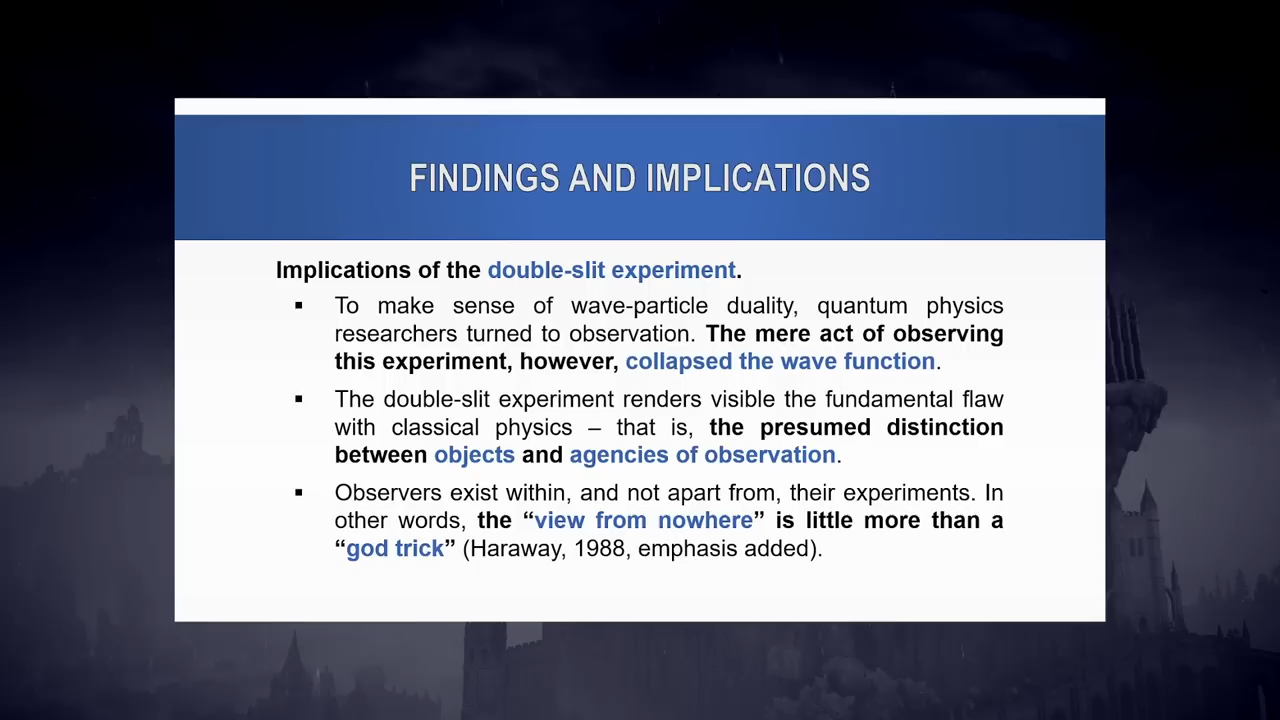 FINDINGS AND IMPLICATIONS
Implications of the double-slit experiment.
▪ To make sense of wave-particle duality, quantum physics
researchers turned to observation. The mere act of observing
this experiment, however, collapsed the wave function.
▪ The double-slit experiment renders visible the fundamental flaw
with classical physics – that is, the presumed distinction
between objects and agencies of observation.
▪ Observers exist within, and not apart from, their experiments. In
other words, the “view from nowhere” is little more than a
“god trick” (Haraway, 1988, emphasis added).